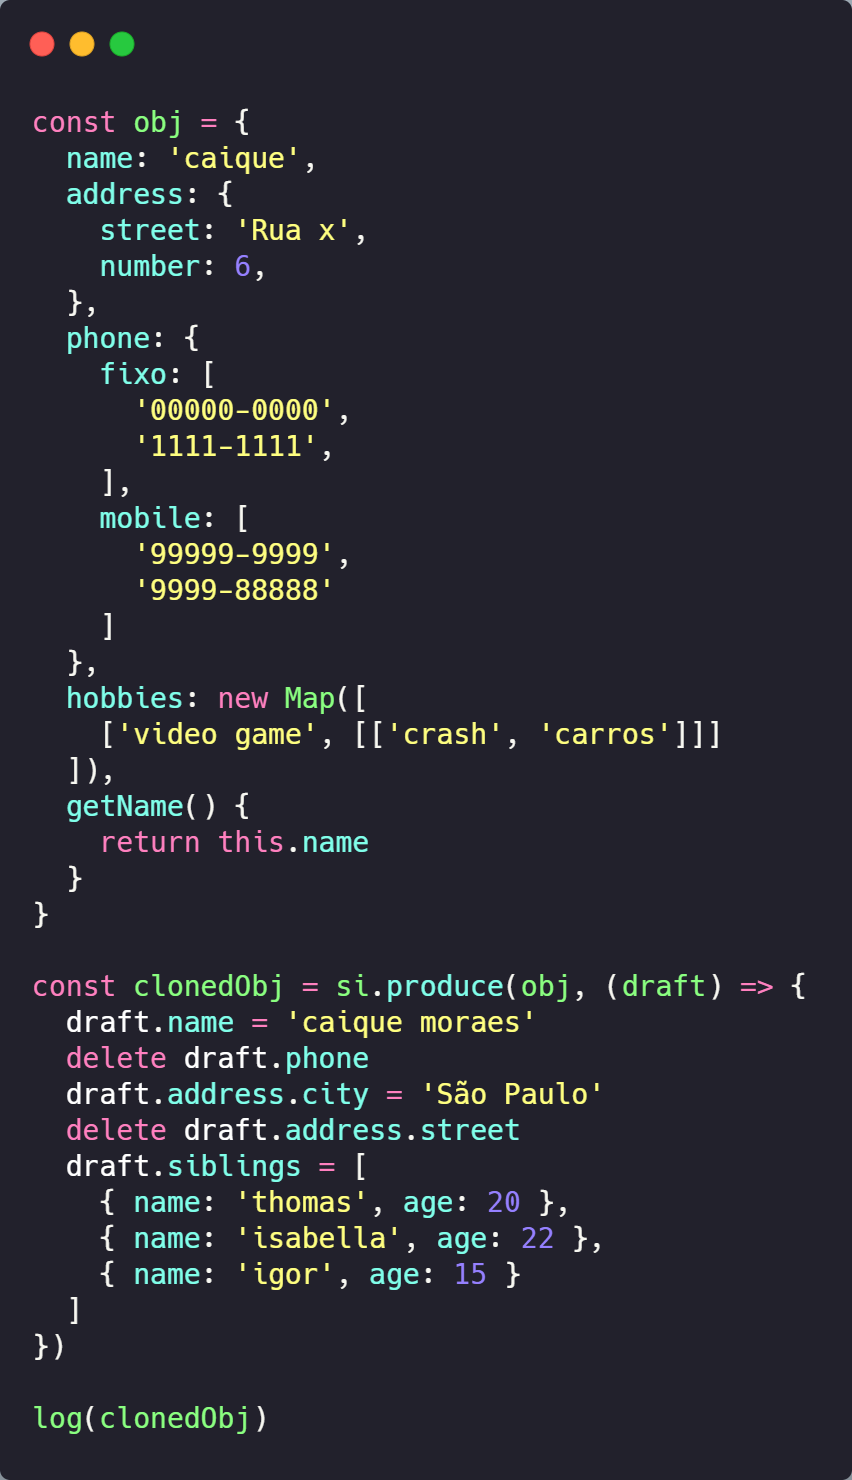 const obj = {
  name: 'caique',
  address: {
    street: 'Rua x',
    number: 6,
  },
  phone: {
    fixo: [
      '00000-0000',
      '1111-1111',
    ],
    mobile: [
      '99999-9999',
      '9999-88888'
    ]
  },
  hobbies: new Map([
    ['video game', [['crash', 'carros']]]
  ]),
  getName() {
    return this.name
  }
}

const clonedObj = si.produce(obj, (draft) => {
  draft.name = 'caique moraes'
  delete draft.phone
  draft.address.city = 'São Paulo'
  delete draft.address.street
  draft.siblings = [
    { name: 'thomas', age: 20 },
    { name: 'isabella', age: 22 },
    { name: 'igor', age: 15 }
  ]
})

log(clonedObj)